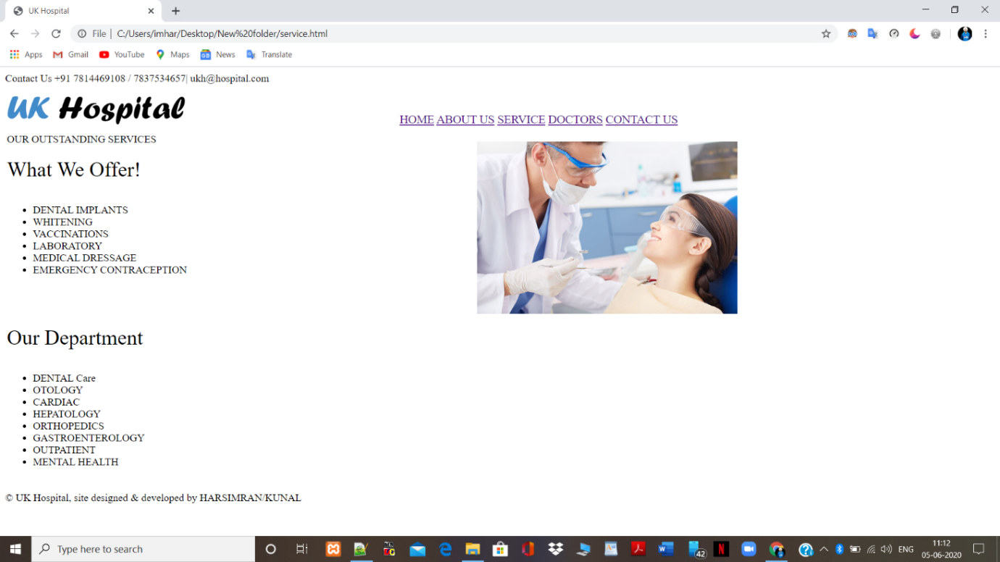 UK Hospital
File | C:/Users/imhar/Desktop/New%20folder/service.html
Apps Gmail YouTube Maps News Translate
Contact Us +91 7814469108 / 7837534657| ukh@hospital.com
UK Hospital
HOME ABOUT US SERVICE DOCTORS CONTACT US
OUR OUTSTANDING SERVICES
What We Offer!
• DENTAL IMPLANTS
• WHITENING
• VACCINATIONS
• LABORATORY
• MEDICAL DRESSAGE
• EMERGENCY CONTRACEPTION
Our Department
• DENTAL Care
• OTOLOGY
• CARDIAC
• HEPATOLOGY
• ORTHOPEDICS
• GASTROENTEROLOGY
• OUTPATIENT
• MENTAL HEALTH
© UK Hospital, site designed & developed by HARSIMRAN/KUNAL
Type here to search
42
ENG
11:12
05-06-2020